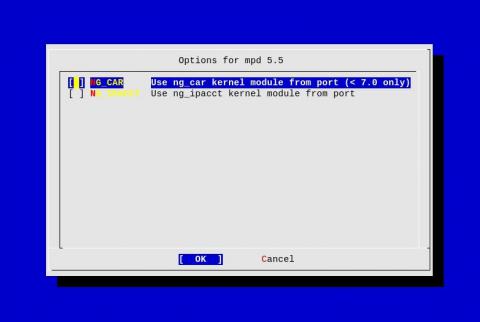 Options for mpd 5.5
[ ] NG_CAR Use ng_car kernel module from port (< 7.0 only)
[ ] NG_IPACCT Use ng_ipacct kernel module from port
[ OK ] Cancel